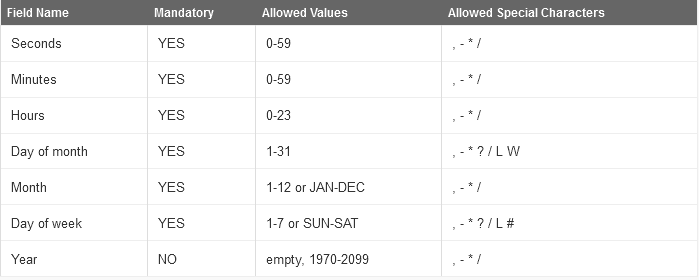 Field Name Mandatory Allowed Values Allowed Special Characters
Seconds YES 0-59 , - * /
Minutes YES 0-59 , - * /
Hours YES 0-23 , - * /
Day of month YES 1-31 , - * ? / L W
Month YES 1-12 or JAN-DEC , - * /
Day of week YES 1-7 or SUN-SAT , - * ? / L #
Year NO empty, 1970-2099 , - * /